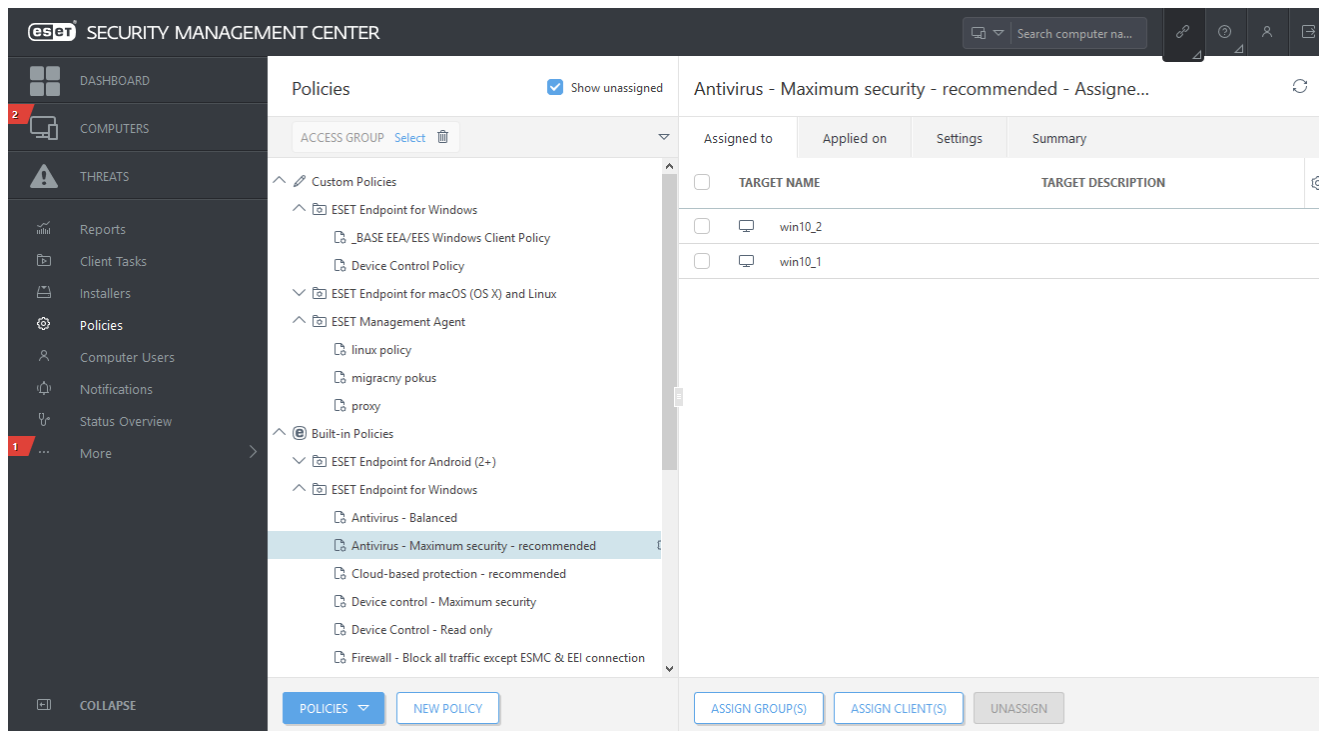 eset SECURITY MANAGEMENT CENTER
Search computer na...
DASHBOARD
2
COMPUTERS
THREATS
Reports
Client Tasks
Installers
Policies
Computer Users
Notifications
Status Overview
1
More
COLLAPSE
Policies
Show unassigned
ACCESS GROUP Select
Custom Policies
ESET Endpoint for Windows
_BASE EEA/EES Windows Client Policy
Device Control Policy
ESET Endpoint for macOS (OS X) and Linux
ESET Management Agent
linux policy
migracny pokus
proxy
Built-in Policies
ESET Endpoint for Android (2+)
ESET Endpoint for Windows
Antivirus - Balanced
Antivirus - Maximum security - recommended
Cloud-based protection - recommended
Device control - Maximum security
Device Control - Read only
Firewall - Block all traffic except ESMC & EEI connection
POLICIES
NEW POLICY
Antivirus - Maximum security - recommended - Assigne...
Assigned to Applied on Settings Summary
TARGET NAME TARGET DESCRIPTION
win10_2
win10_1
ASSIGN GROUP(S) ASSIGN CLIENT(S) UNASSIGN